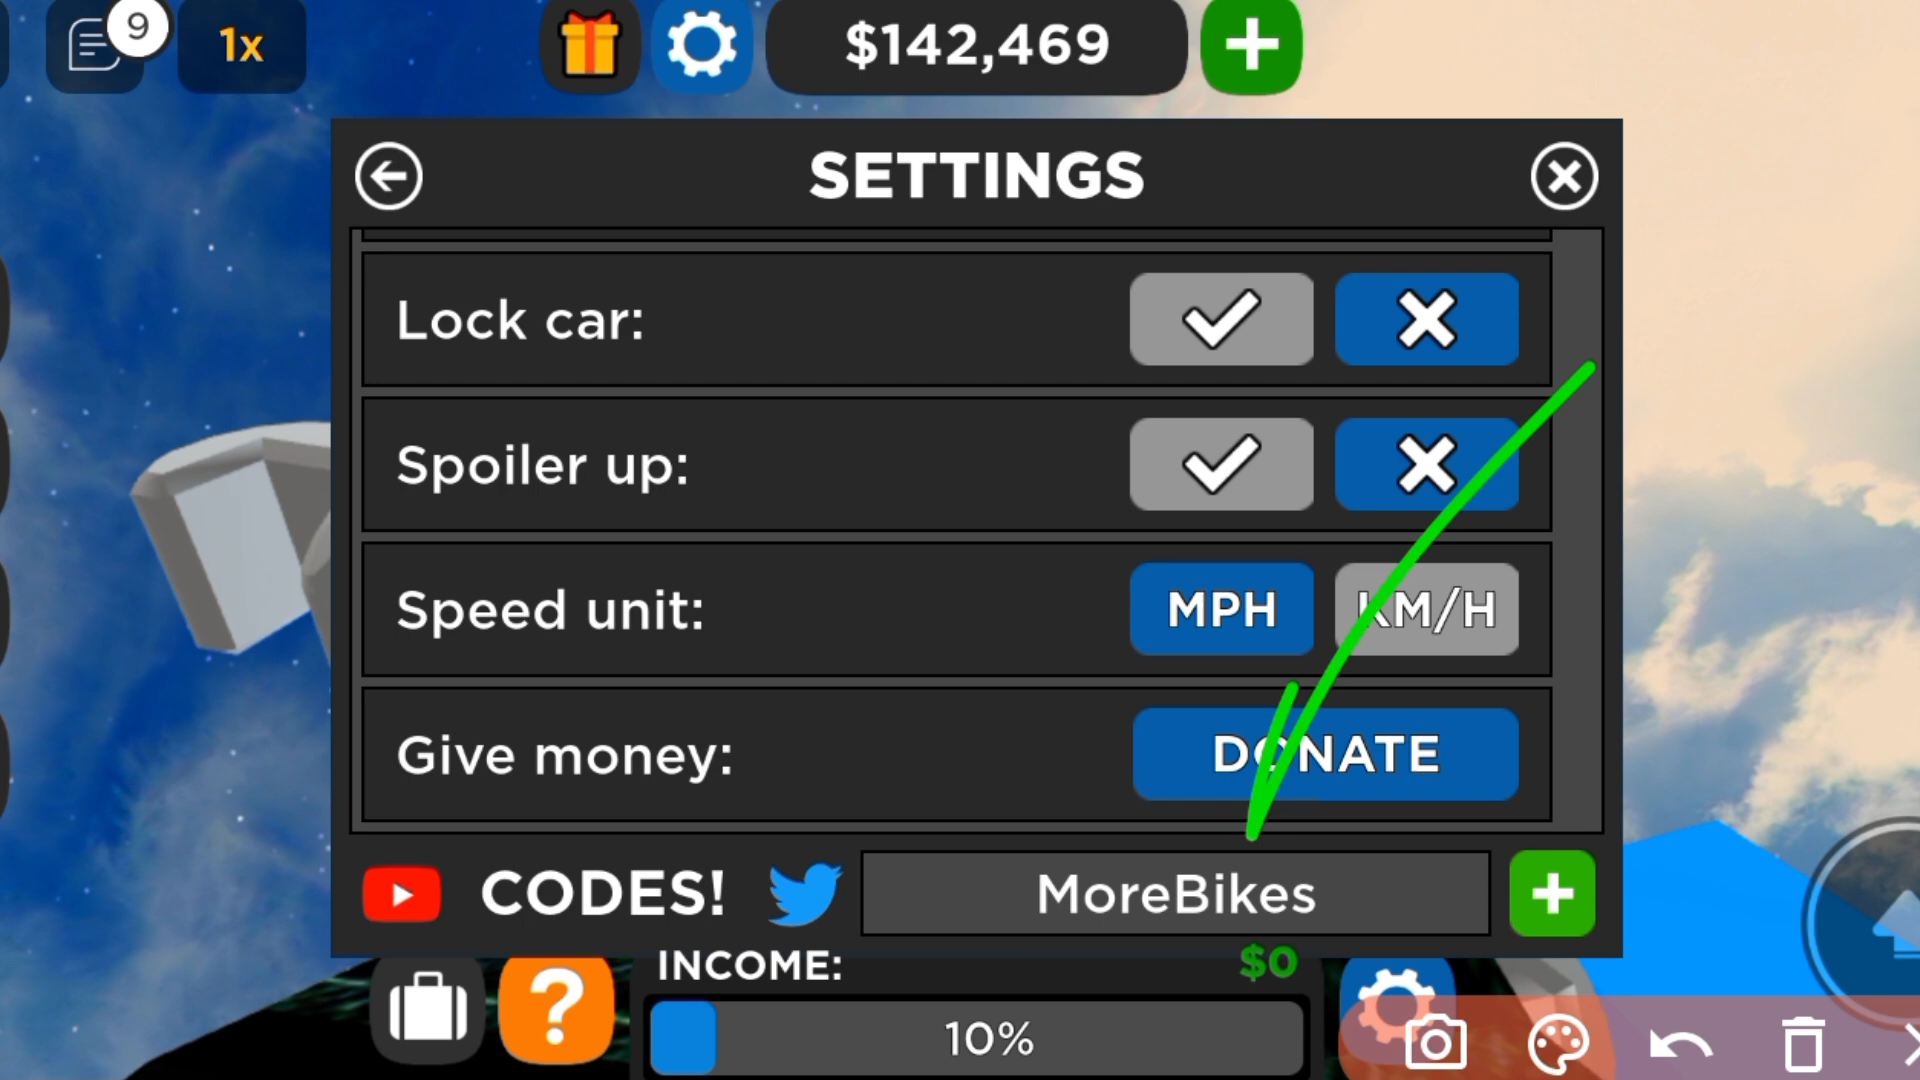 9
1x
$142,469
SETTINGS
Lock car:
Spoiler up:
Speed unit: MPH KM/H
Give money: DONATE
CODES! MoreBikes
INCOME: $0
10%